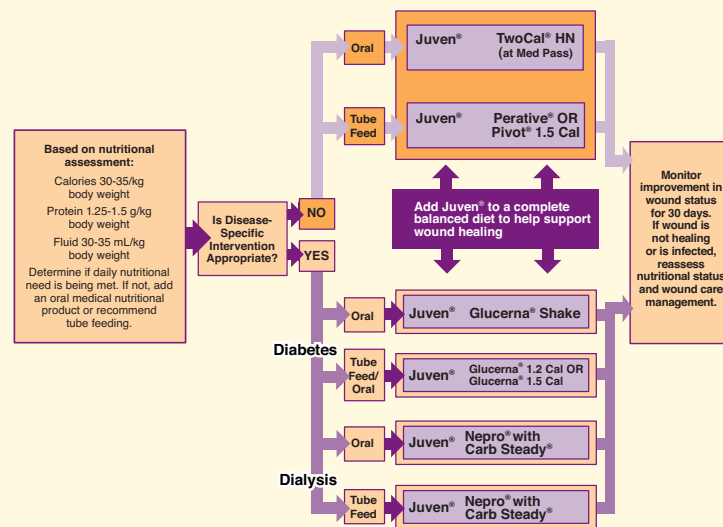 Based on nutritional
assessment:
Calories 30-35/kg
body weight
Protein 1.25-1.5 g/kg
body weight
Fluid 30-35 mL/kg
body weight
Determine if daily nutritional
need is being met. If not, add
an oral medical nutritional
product or recommend
tube feeding.
Is Disease-
Specific
Intervention
Appropriate?
NO
YES
Oral
Juven® TwoCal® HN
(at Med Pass)
Tube
Feed
Juven® Perative® OR
Pivot® 1.5 Cal
Add Juven® to a complete
balanced diet to help support
wound healing
Diabetes
Oral
Juven® Glucerna® Shake
Tube
Feed/
Oral
Juven® Glucerna® 1.2 Cal OR
Glucerna® 1.5 Cal
Dialysis
Oral
Juven® Nepro® with
Carb Steady®
Tube
Feed
Juven® Nepro® with
Carb Steady®
Monitor
improvement in
wound status
for 30 days.
If wound is
not healing
or is infected,
reassess
nutritional status
and wound care
management.